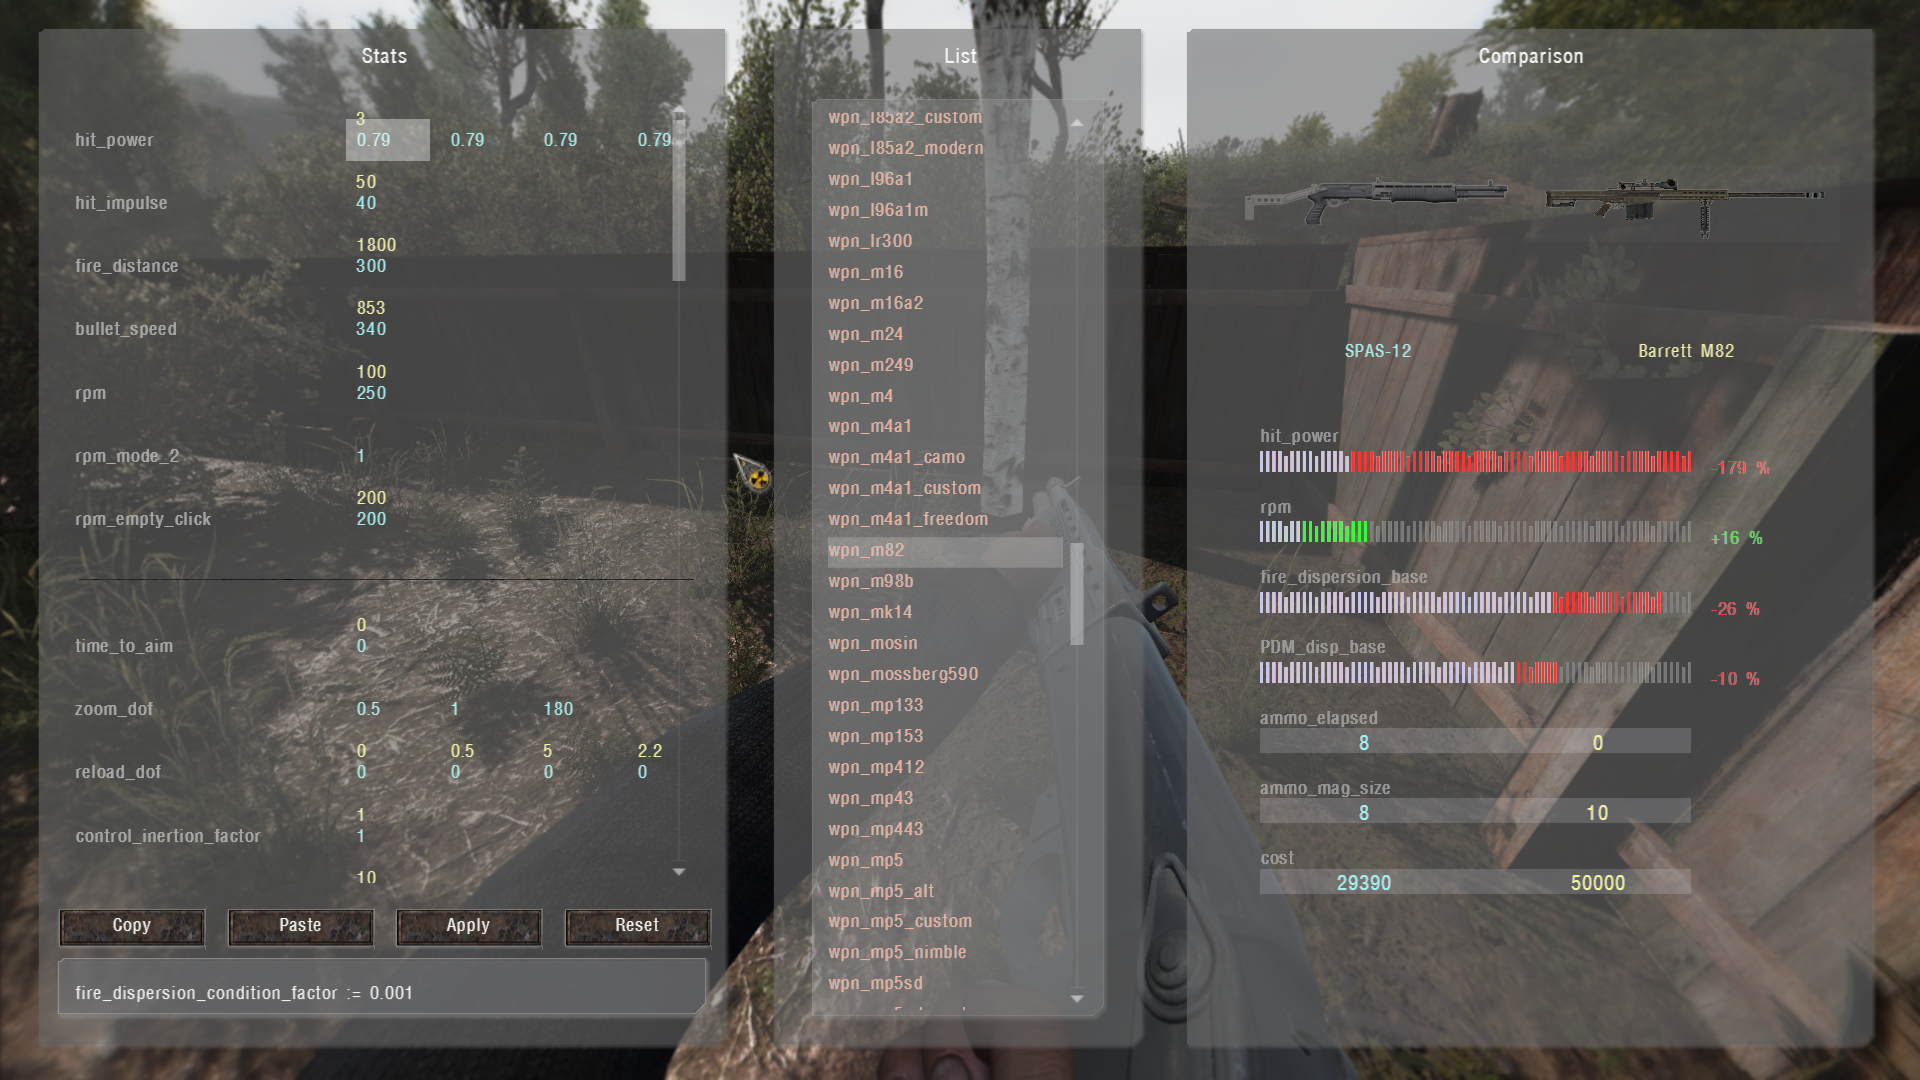 Stats
3
hit_power 0.79 0.79 0.79 0.79
50
hit_impulse 40
1800
fire_distance 300
853
bullet_speed 340
100
rpm 250
rpm_mode_2 1
200
rpm_empty_click 200
0
time_to_aim 0
zoom_dof 0.5 1 180
0 0.5 5 2.2
reload_dof 0 0 0 0
1
control_inertion_factor 1
10
Copy Paste Apply Reset
fire_dispersion_condition_factor := 0.001
List
wpn_l85a2_custom
wpn_l85a2_modern
wpn_l96a1
wpn_l96a1m
wpn_lr300
wpn_m16
wpn_m16a2
wpn_m24
wpn_m249
wpn_m4
wpn_m4a1
wpn_m4a1_camo
wpn_m4a1_custom
wpn_m4a1_freedom
wpn_m82
wpn_m98b
wpn_mk14
wpn_mosin
wpn_mossberg590
wpn_mp133
wpn_mp153
wpn_mp412
wpn_mp43
wpn_mp443
wpn_mp5
wpn_mp5_alt
wpn_mp5_custom
wpn_mp5_nimble
wpn_mp5sd
Comparison
SPAS-12 Barrett M82
hit_power
-179 %
rpm
+16 %
fire_dispersion_base
-26 %
PDM_disp_base
-10 %
ammo_elapsed
8 0
ammo_mag_size
8 10
cost
29390 50000